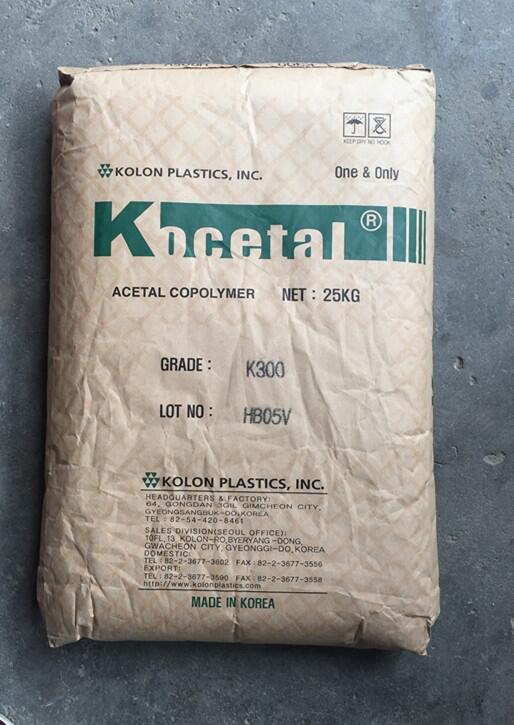 KEEP DRY NO HOOK
KOLON PLASTICS, INC.
One & Only
Kocetal®
ACETAL COPOLYMER NET : 25KG
GRADE : K300
LOT NO : HB05V
KOLON PLASTICS, INC.
HEADQUARTERS & FACTORY:
64, GONGDAN 3GIL GIMCHEON CITY,
GYEONGSANGBUK-DO,KOREA
TEL : 82-54-420-8461
SALES DIVISION(SEOUL OFFICE):
10FL,13 KOLON-RO,BYERYANG-DONG,
GWACHEON CITY, GYEONGGI-DO,KOREA
DOMESTIC:
TEL : 82-2-3677-3602 FAX : 82-2-3677-3556
EXPORT:
TEL : 82-2-3677-3590 FAX : 82-2-3677-3558
http://www.kolonplastics.com
MADE IN KOREA